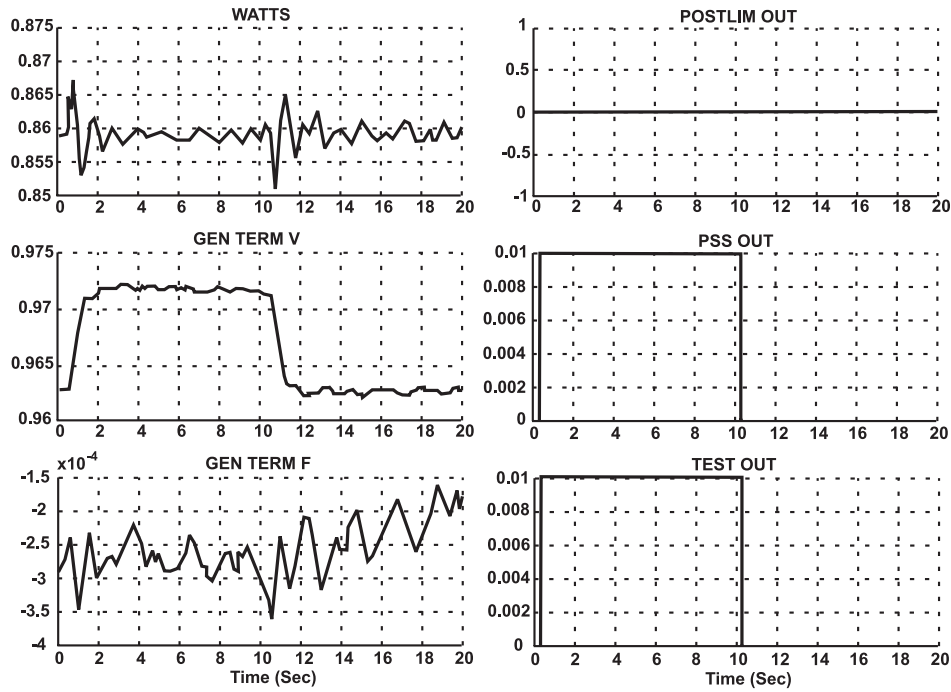 WATTS
0.875
0.87
0.865
0.86
0.855
0.85
0 2 4 6 8 10 12 14 16 18 20
POSTLIM OUT
1
0.5
0
-0.5
-1
0 2 4 6 8 10 12 14 16 18 20
GEN TERM V
0.975
0.97
0.965
0.96
0 2 4 6 8 10 12 14 16 18 20
PSS OUT
0.01
0.008
0.006
0.004
0.002
0
0 2 4 6 8 10 12 14 16 18 20
x10-4
GEN TERM F
-1.5
-2
-2.5
-3
-3.5
-4
0 2 4 6 8 10 12 14 16 18 20
Time (Sec)
TEST OUT
0.01
0.008
0.006
0.004
0.002
0
0 2 4 6 8 10 12 14 16 18 20
Time (Sec)